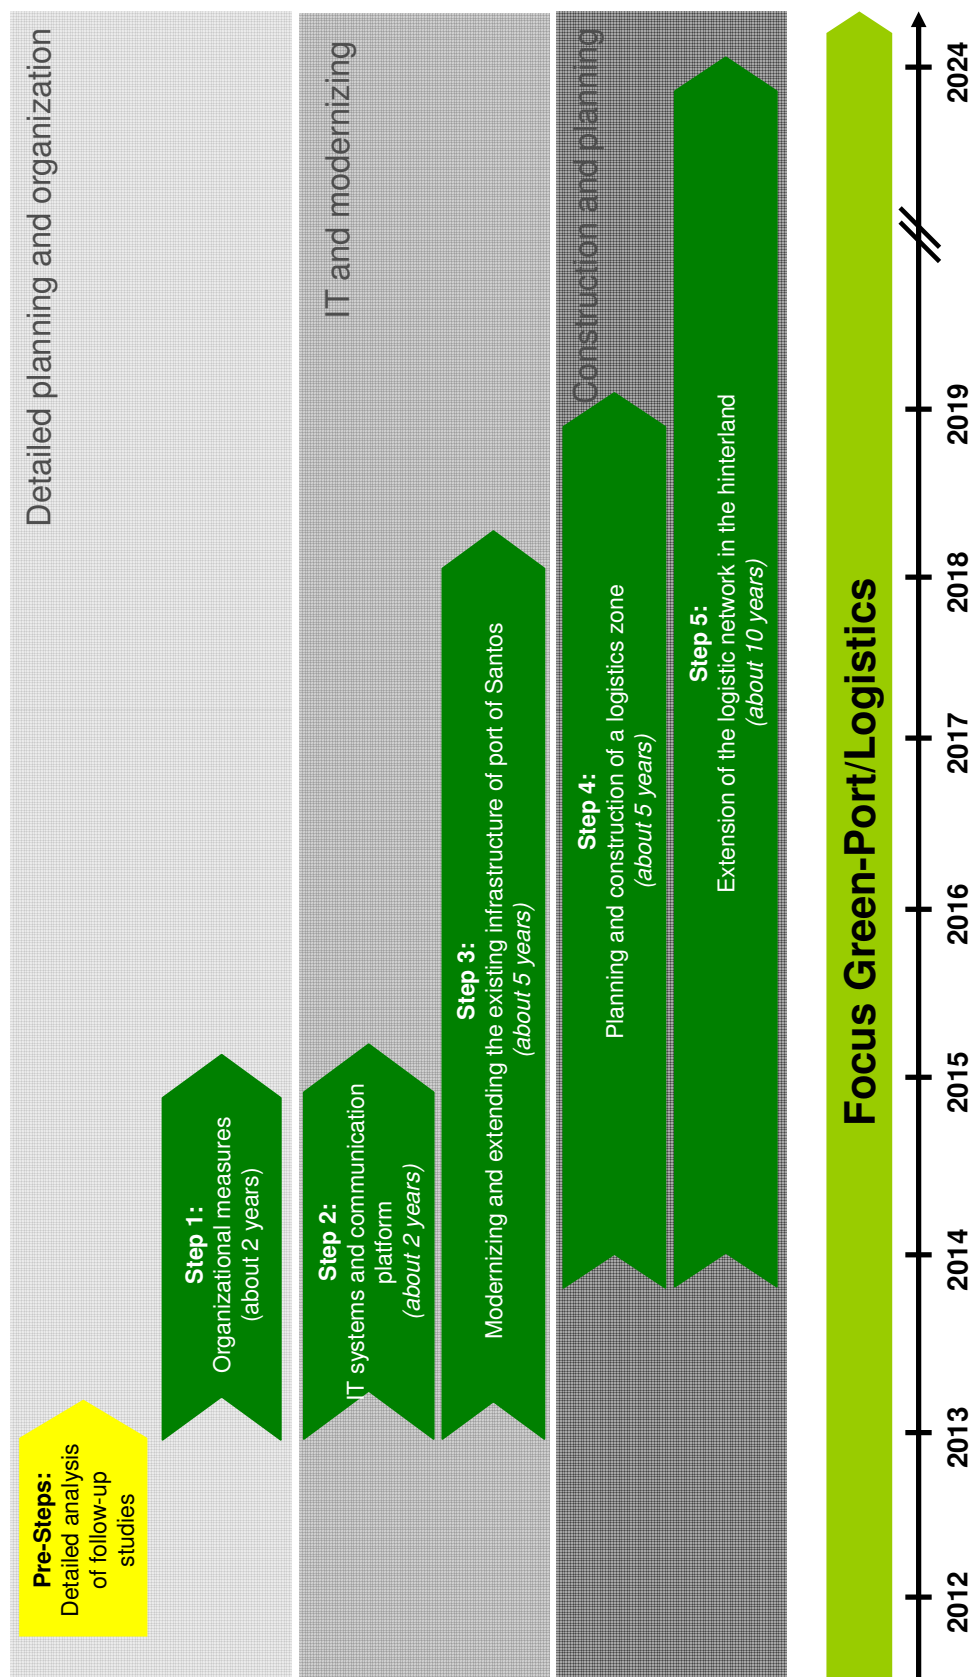 Detailed planning and organization
Pre-Steps:
Detailed analysis
of follow-up
studies
Step 1:
Organizational measures
(about 2 years)
IT and modernizing
Step 2:
IT systems and communication
platform
(about 2 years)
Step 3:
Modernizing and extending the existing infrastructure of port of Santos
(about 5 years)
Construction and planning
Step 4:
Planning and construction of a logistics zone
(about 5 years)
Step 5:
Extension of the logistic network in the hinterland
(about 10 years)
Focus Green-Port/Logistics
2012 2013 2014 2015 2016 2017 2018 2019 2024